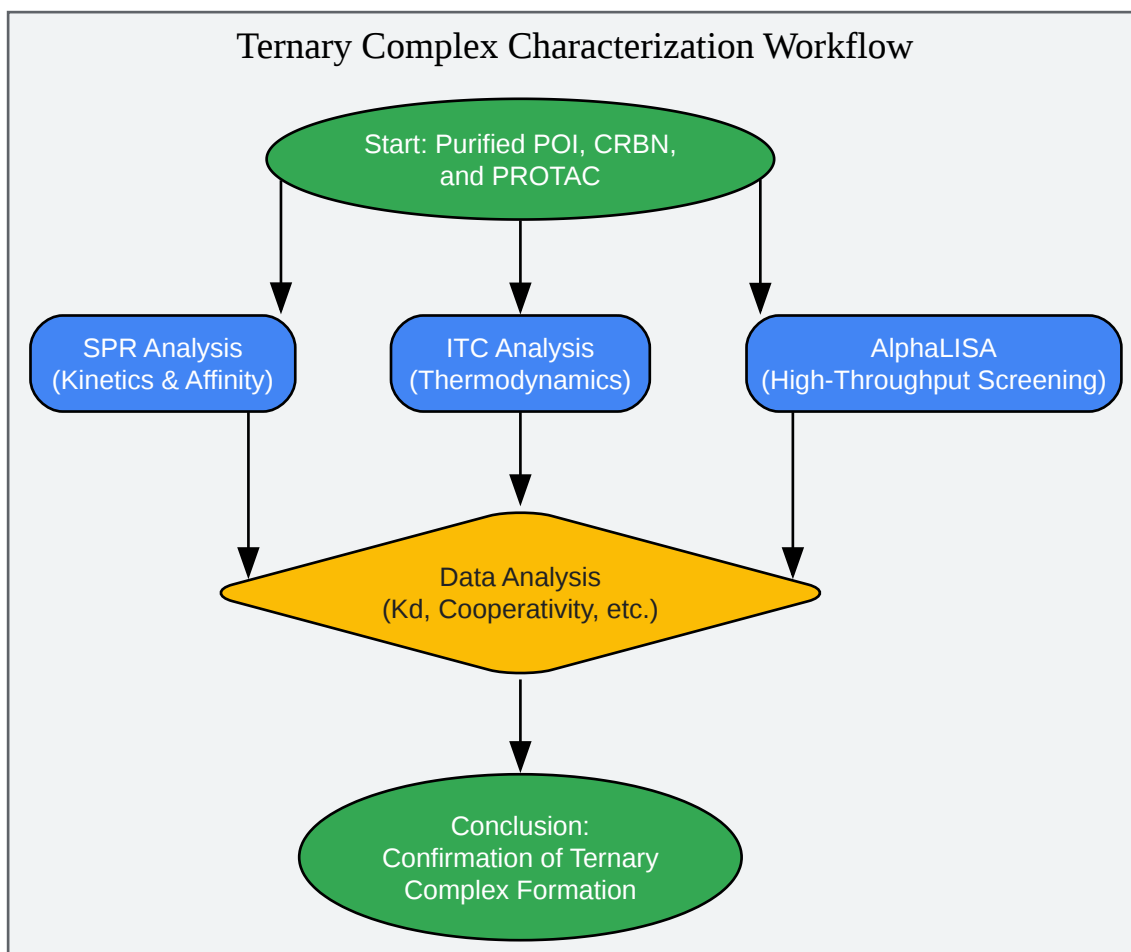 Ternary Complex Characterization Workflow
Start: Purified POI, CRBN,
and PROTAC
SPR Analysis
(Kinetics & Affinity)
ITC Analysis
(Thermodynamics)
AlphaLISA
(High-Throughput Screening)
Data Analysis
(Kd, Cooperativity, etc.)
Conclusion:
Confirmation of Ternary
Complex Formation